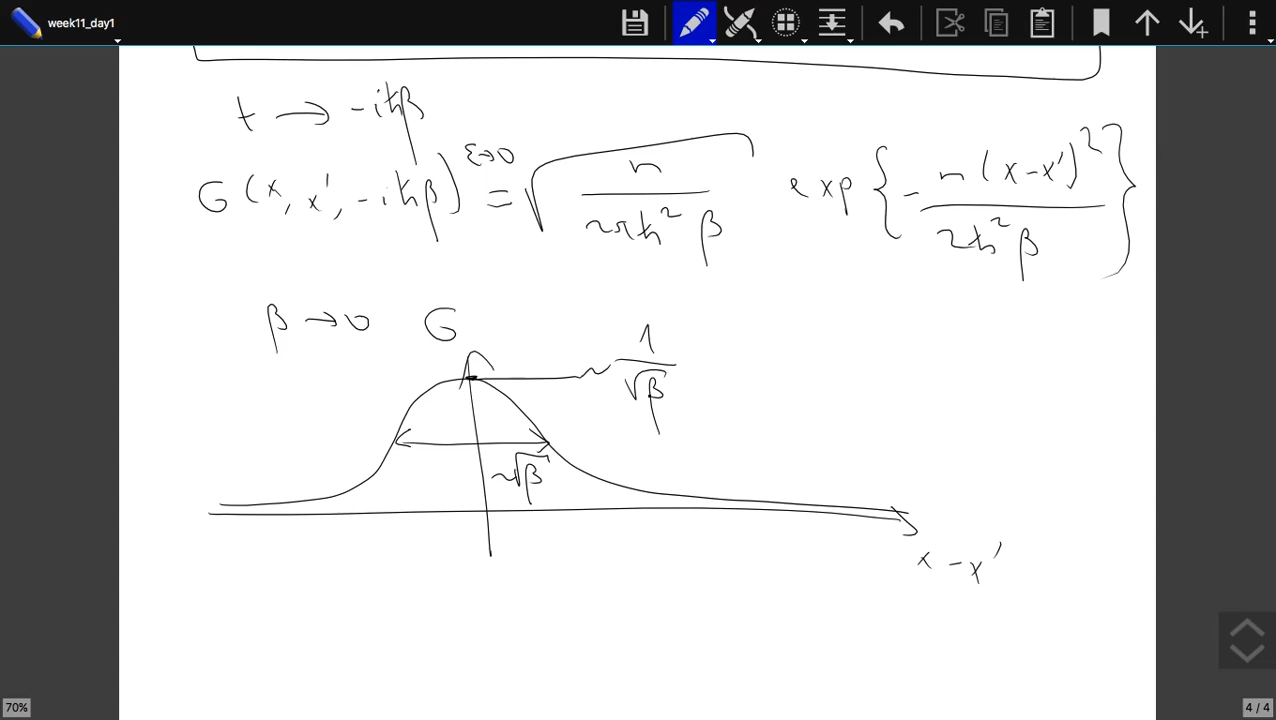 week11_day1
t → -iħβ
G(x, x', -iħβ) ε→0 = √(m / 2πħ²β) exp{ - m(x-x')² / 2ħ²β }
β → 0 G
~ 1/√β
~√β
x - x'
70%
4 / 4